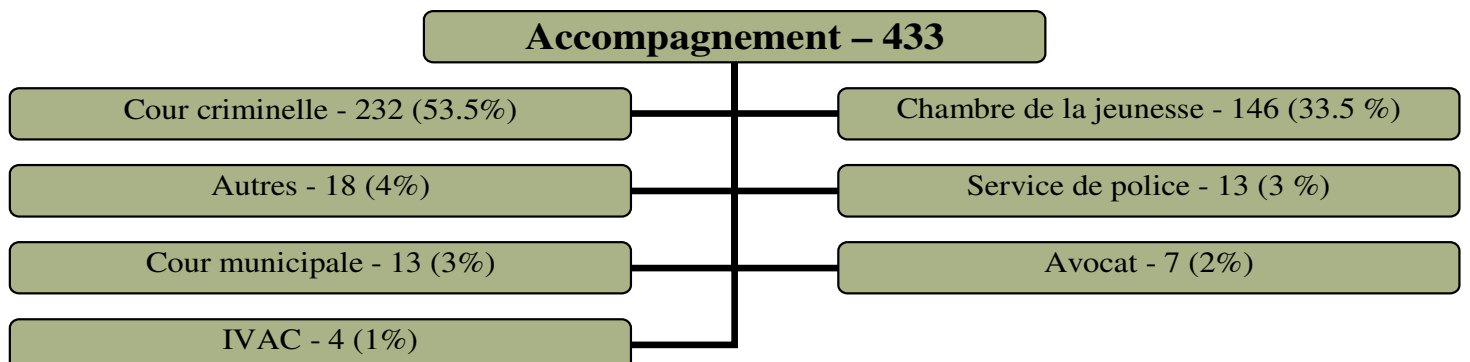 Accompagnement – 433
Cour criminelle - 232 (53.5%)
Chambre de la jeunesse - 146 (33.5 %)
Autres - 18 (4%)
Service de police - 13 (3 %)
Cour municipale - 13 (3%)
Avocat - 7 (2%)
IVAC - 4 (1%)